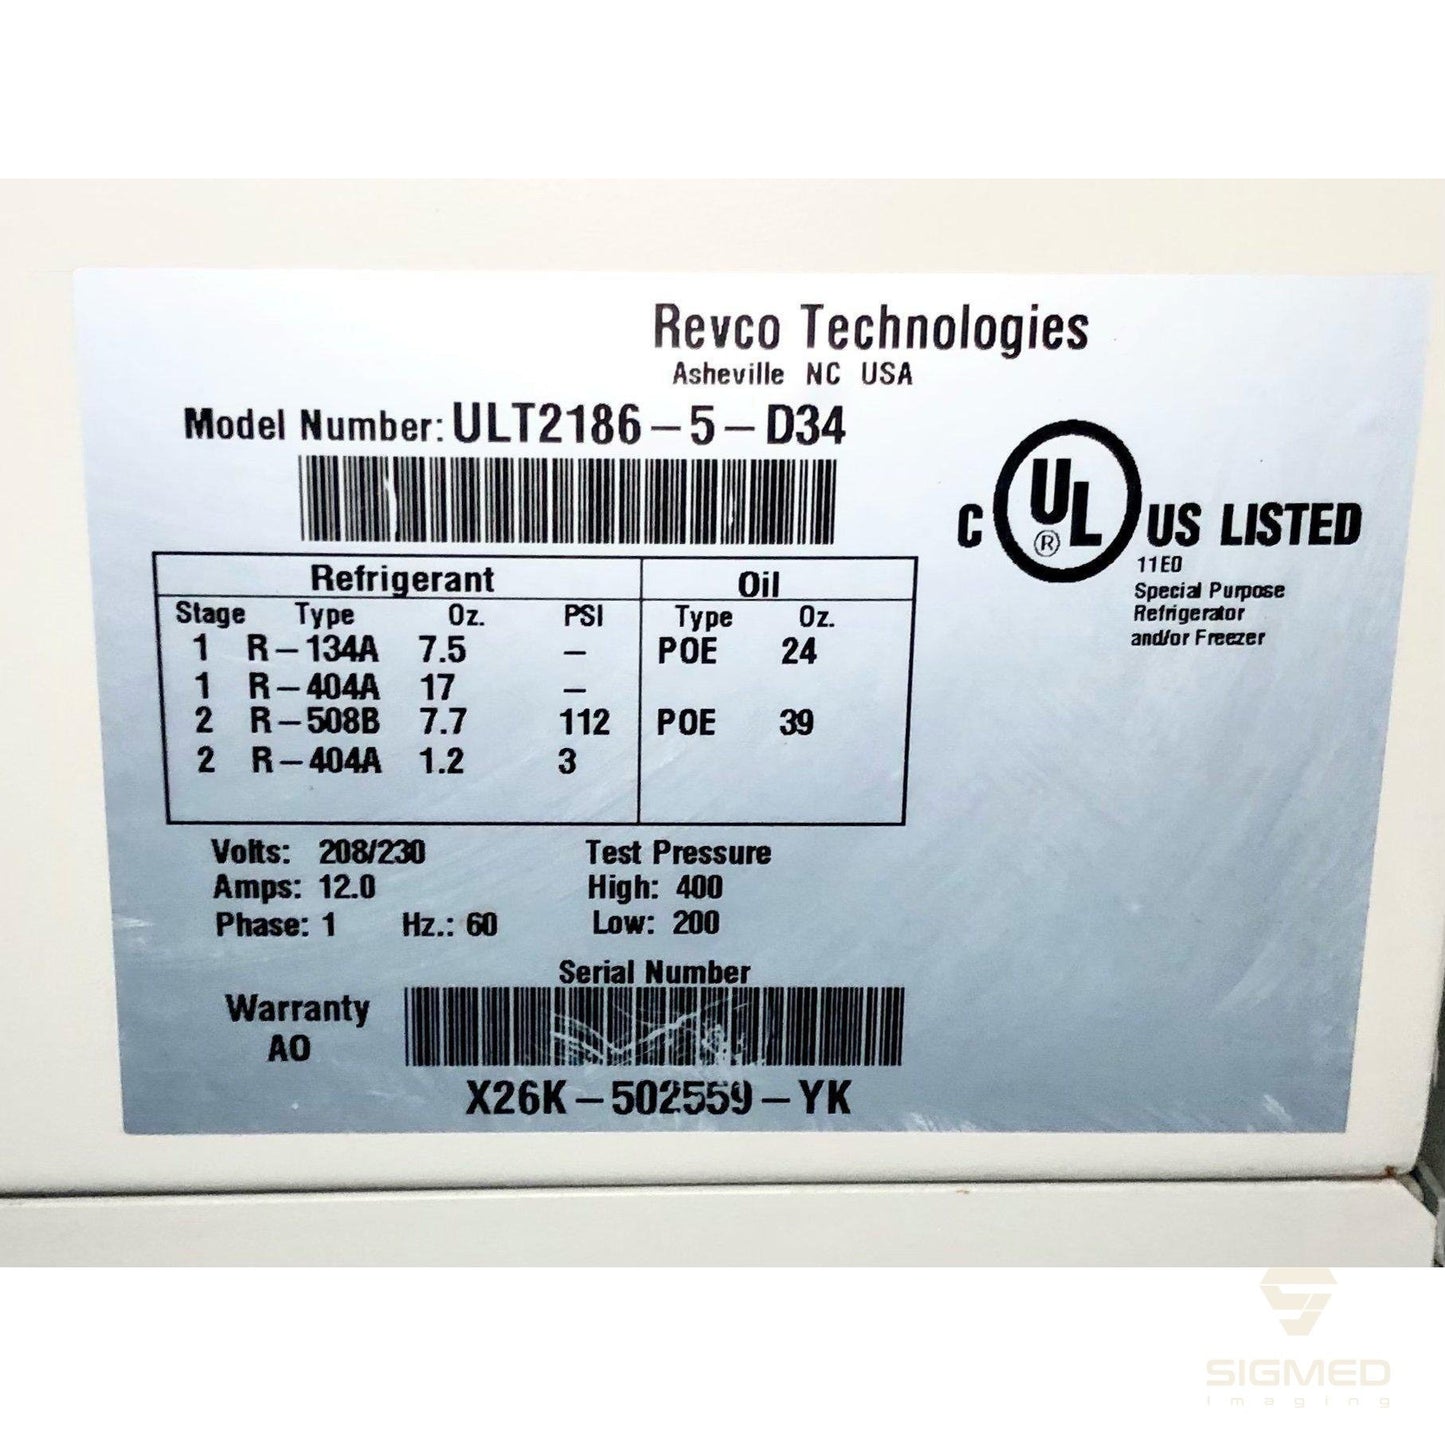 Revco Technologies
Asheville NC USA
Model Number: ULT2186-5-D34
C UL ® US LISTED
11E0
Special Purpose
Refrigerator
and/or Freezer
Refrigerant Oil
Stage Type Oz. PSI Type Oz.
1 R-134A 7.5 - POE 24
1 R-404A 17 -
2 R-508B 7.7 112 POE 39
2 R-404A 1.2 3
Volts: 208/230 Test Pressure
Amps: 12.0 High: 400
Phase: 1 Hz.: 60 Low: 200
Serial Number
Warranty
AO
X26K-502559-YK
SIGMED
imaging